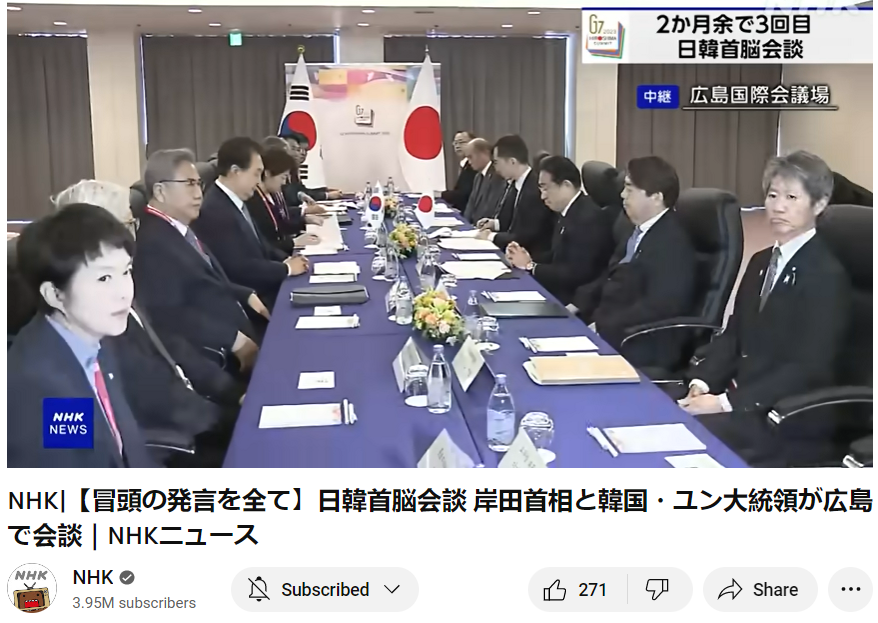 NHK
G7 2023
HIROSHIMA
SUMMIT
2か月余で3回目
日韓首脳会談
中継 広島国際会議場
G7
NHK
NEWS
NHK|【冒頭の発言を全て】日韓首脳会談 岸田首相と韓国・ユン大統領が広島
で会談 | NHKニュース
NHK
NHK
3.95M subscribers
Subscribed
271
Share